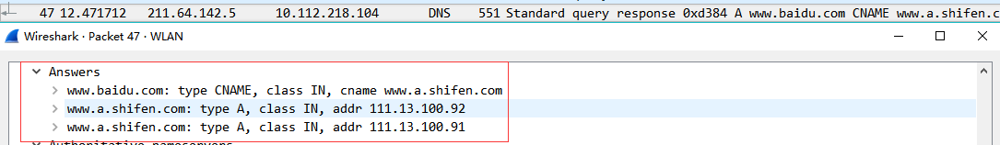 47 12.471712 211.64.142.5 10.112.218.104 DNS 551 Standard query response 0xd384 A www.baidu.com CNAME www.a.shifen.c
Wireshark · Packet 47 · WLAN
Answers
www.baidu.com: type CNAME, class IN, cname www.a.shifen.com
www.a.shifen.com: type A, class IN, addr 111.13.100.92
www.a.shifen.com: type A, class IN, addr 111.13.100.91
Authoritative nameservers